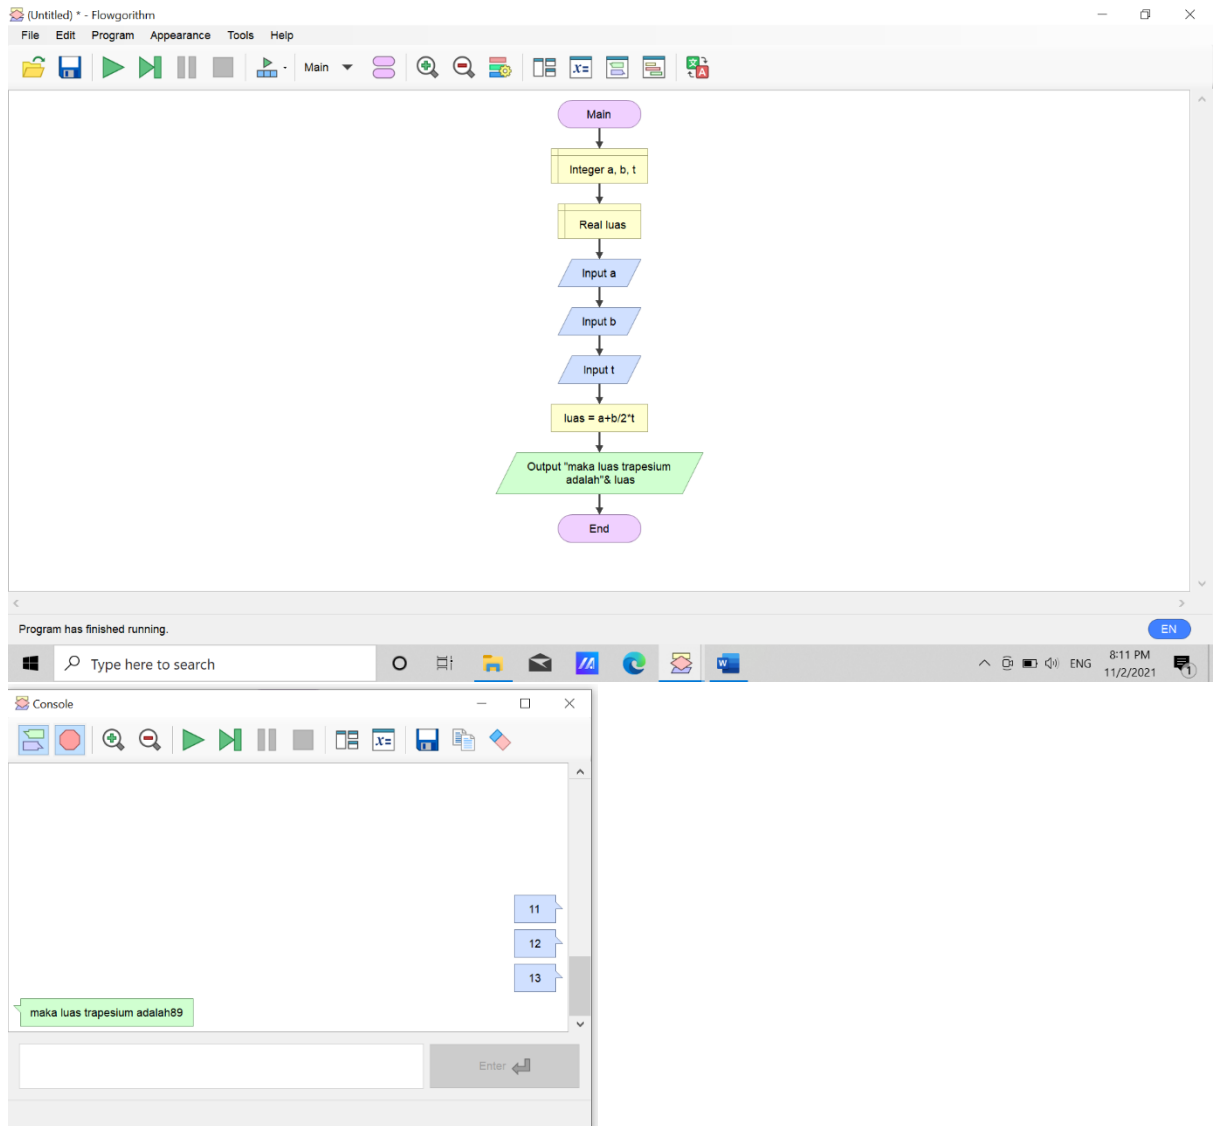 (Untitled) * - Flowgorithm
File Edit Program Appearance Tools Help
Main
Main
Integer a, b, t
Real luas
Input a
Input b
Input t
luas = a+b/2*t
Output "maka luas trapesium
adalah"& luas
End
Program has finished running.
EN
Type here to search
ENG
8:11 PM
11/2/2021
1
Console
11
12
13
maka luas trapesium adalah89
Enter